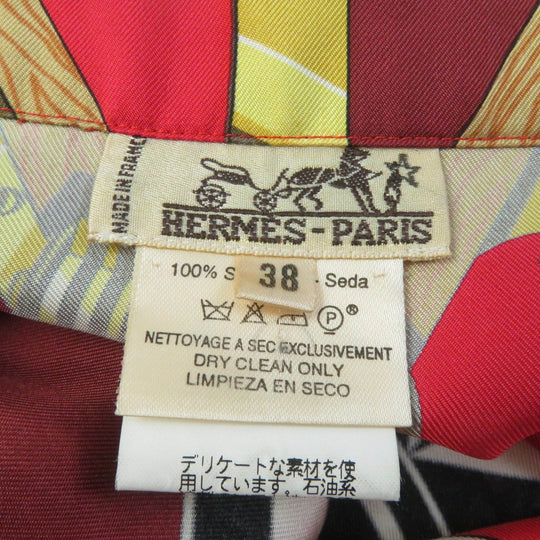 MADE IN FRANCE
HERMES-PARIS
100% S 38 - Seda
P ®
NETTOYAGE A SEC EXCLUSIVEMENT
DRY CLEAN ONLY
LIMPIEZA EN SECO
デリケートな素材を使
用しています。石油系